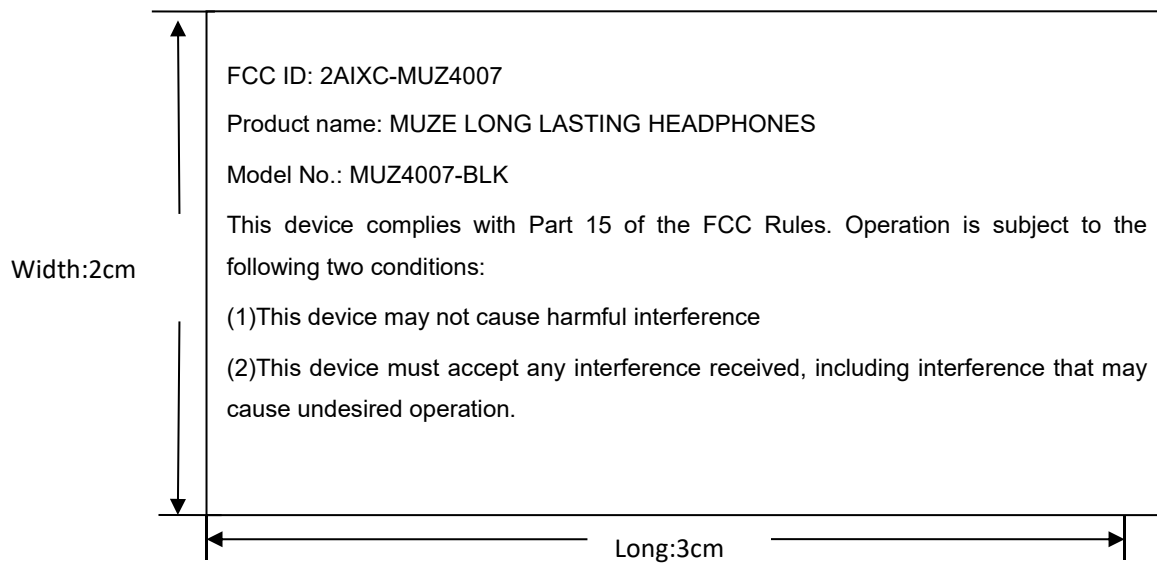 FCC ID: 2AIXC-MUZ4007
Product name: MUZE LONG LASTING HEADPHONES
Model No.: MUZ4007-BLK
This device complies with Part 15 of the FCC Rules. Operation is subject to the
following two conditions:
Width:2cm
(1)This device may not cause harmful interference
(2)This device must accept any interference received, including interference that may
cause undesired operation.
Long:3cm